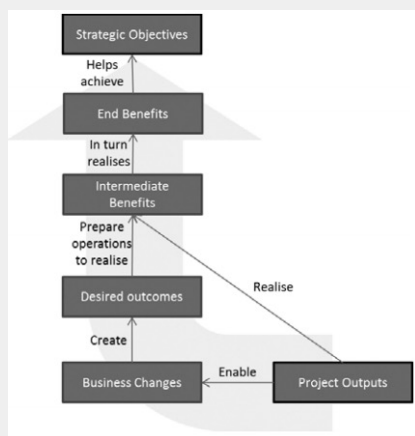 Strategic Objectives
Helps
achieve
End Benefits
In turn
realises
Intermediate
Benefits
Prepare
operations
to realise
Realise
Desired outcomes
Create
Enable
Business Changes
Project Outputs